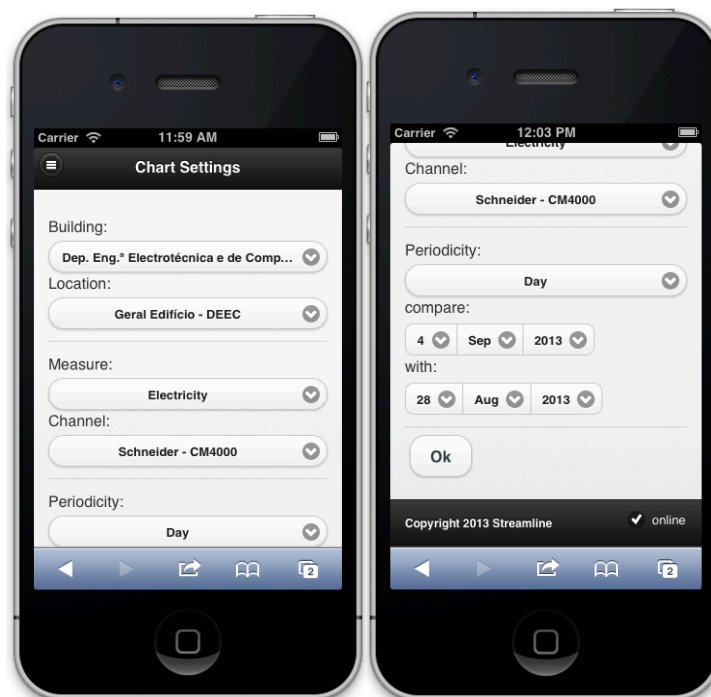 Carrier 11:59 AM
Chart Settings
Building:
Dep. Eng.ª Electrotécnica e de Comp...
Location:
Geral Edifício - DEEC
Measure:
Electricity
Channel:
Schneider - CM4000
Periodicity:
Day
2
Carrier 12:03 PM
Electricity
Channel:
Schneider - CM4000
Periodicity:
Day
compare:
4 Sep 2013
with:
28 Aug 2013
Ok
Copyright 2013 Streamline online
2